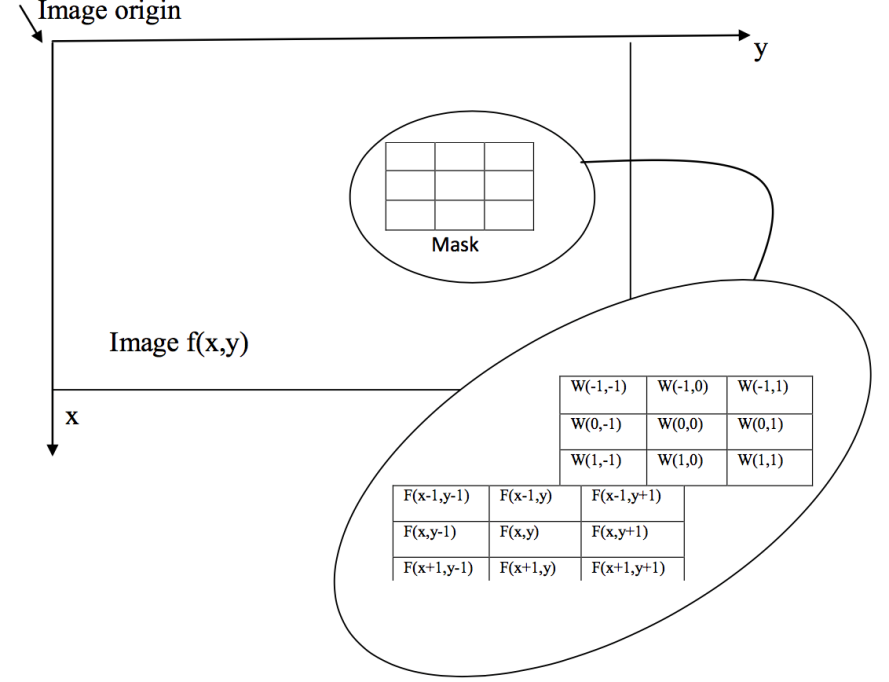 Image origin
y
Mask
Image f(x,y)
x
W(-1,-1) W(-1,0) W(-1,1)
W(0,-1) W(0,0) W(0,1)
W(1,-1) W(1,0) W(1,1)
F(x-1,y-1) F(x-1,y) F(x-1,y+1)
F(x,y-1) F(x,y) F(x,y+1)
F(x+1,y-1) F(x+1,y) F(x+1,y+1)